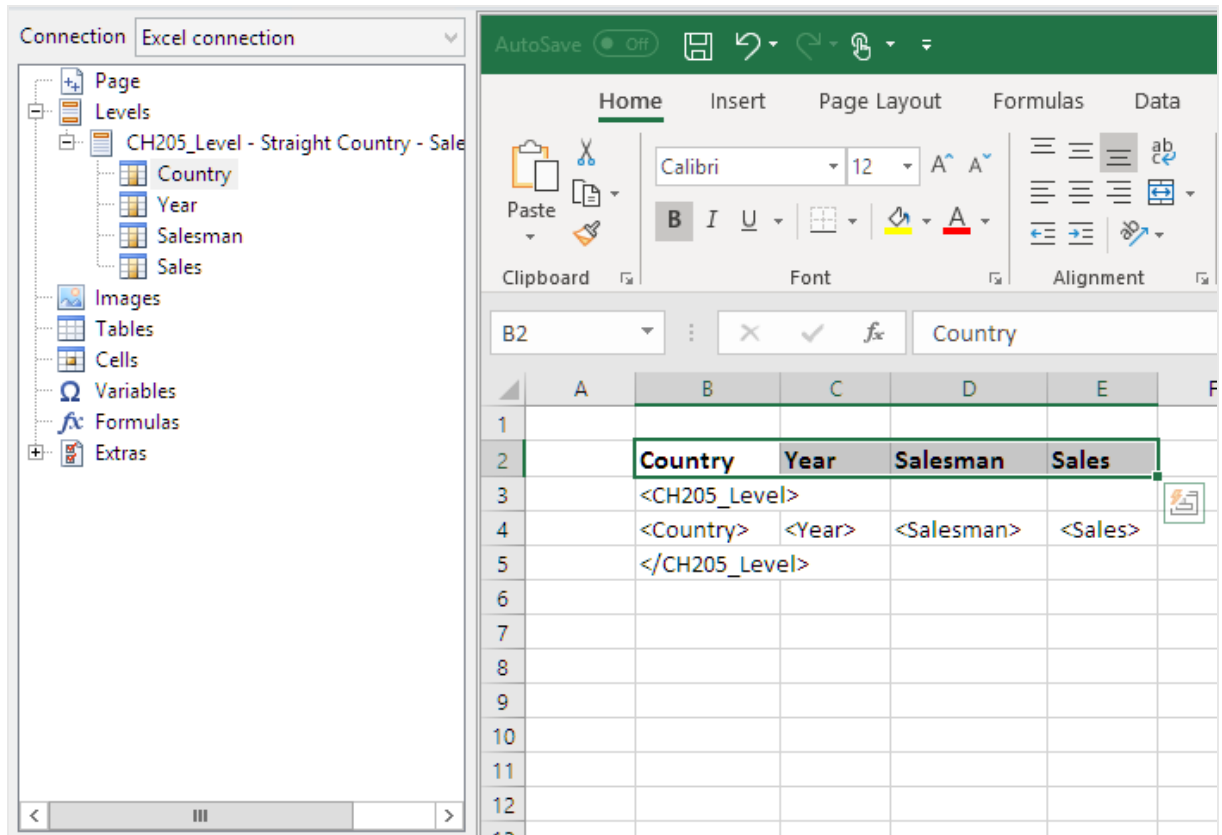 Connection Excel connection
Page
Levels
CH205_Level - Straight Country - Sale
Country
Year
Salesman
Sales
Images
Tables
Cells
Ω Variables
fx Formulas
Extras
AutoSave Off
Home Insert Page Layout Formulas Data
Paste
Calibri 12 A A
B I U A
ab
c
Clipboard Font Alignment
B2 fx Country
A B C D E F
1
2 Country Year Salesman Sales
3 <CH205_Level>
4 <Country> <Year> <Salesman> <Sales>
5 </CH205_Level>
6
7
8
9
10
11
12